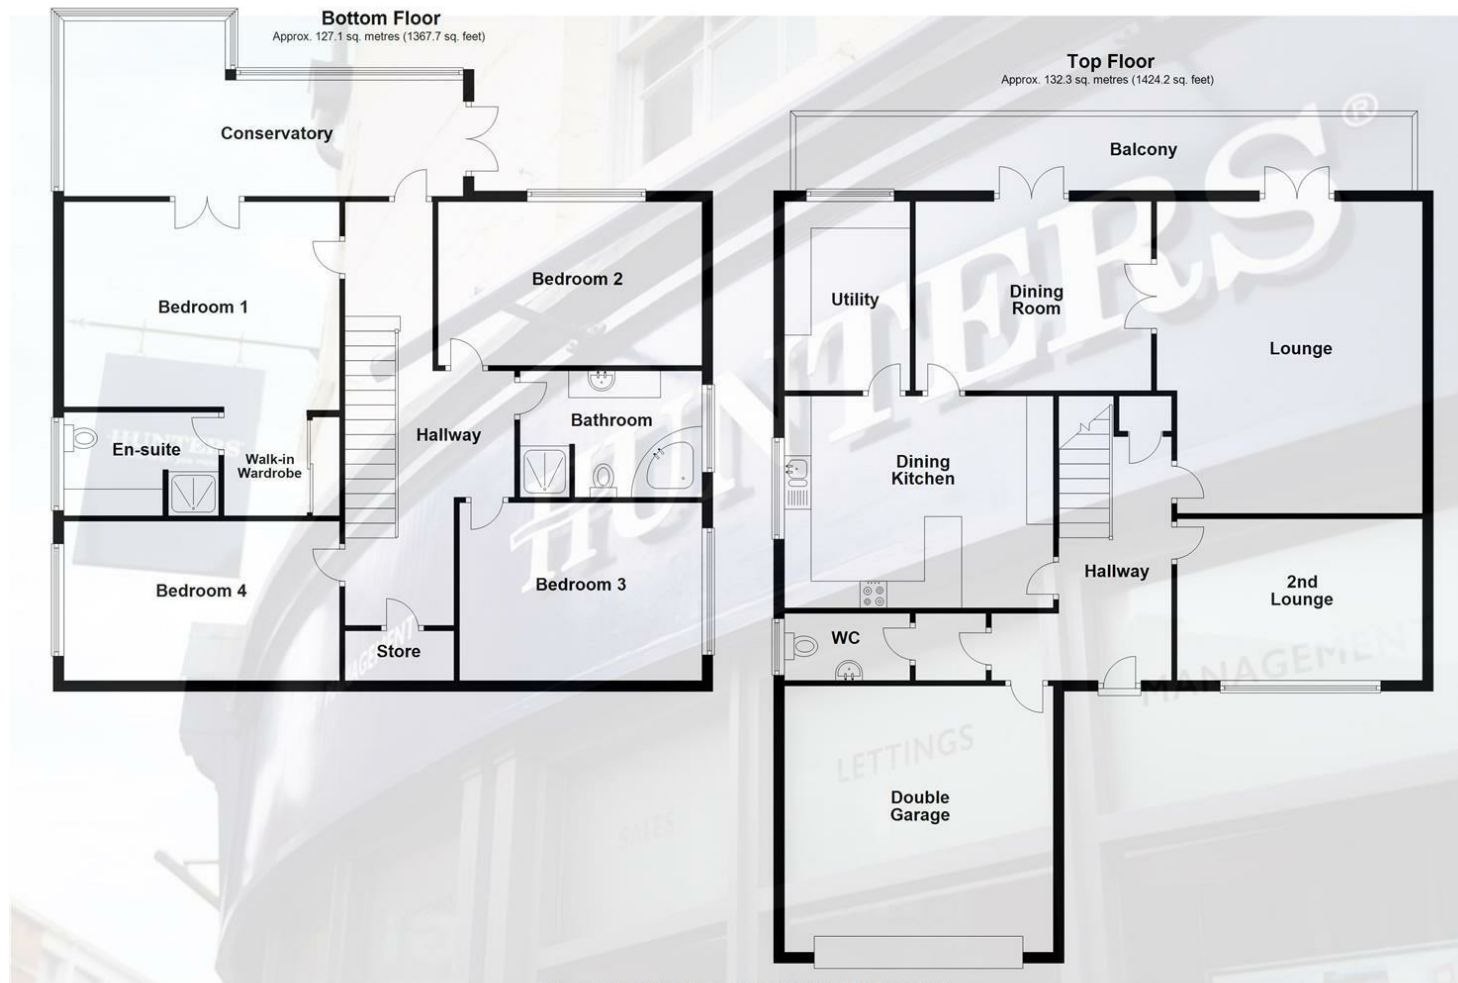 Bottom Floor
Approx. 127.1 sq. metres (1367.7 sq. feet)
Conservatory
Bedroom 1
Bedroom 2
En-suite
Walk-in
Wardrobe
Hallway
Bathroom
Bedroom 4
Bedroom 3
Store
Top Floor
Approx. 132.3 sq. metres (1424.2 sq. feet)
Balcony
Utility
Dining
Room
Lounge
Dining
Kitchen
Hallway
2nd
Lounge
WC
Double
Garage
HUNTERS®
HUNTERS
MANAGEMENT
MANAGEMENT
LETTINGS
SALES